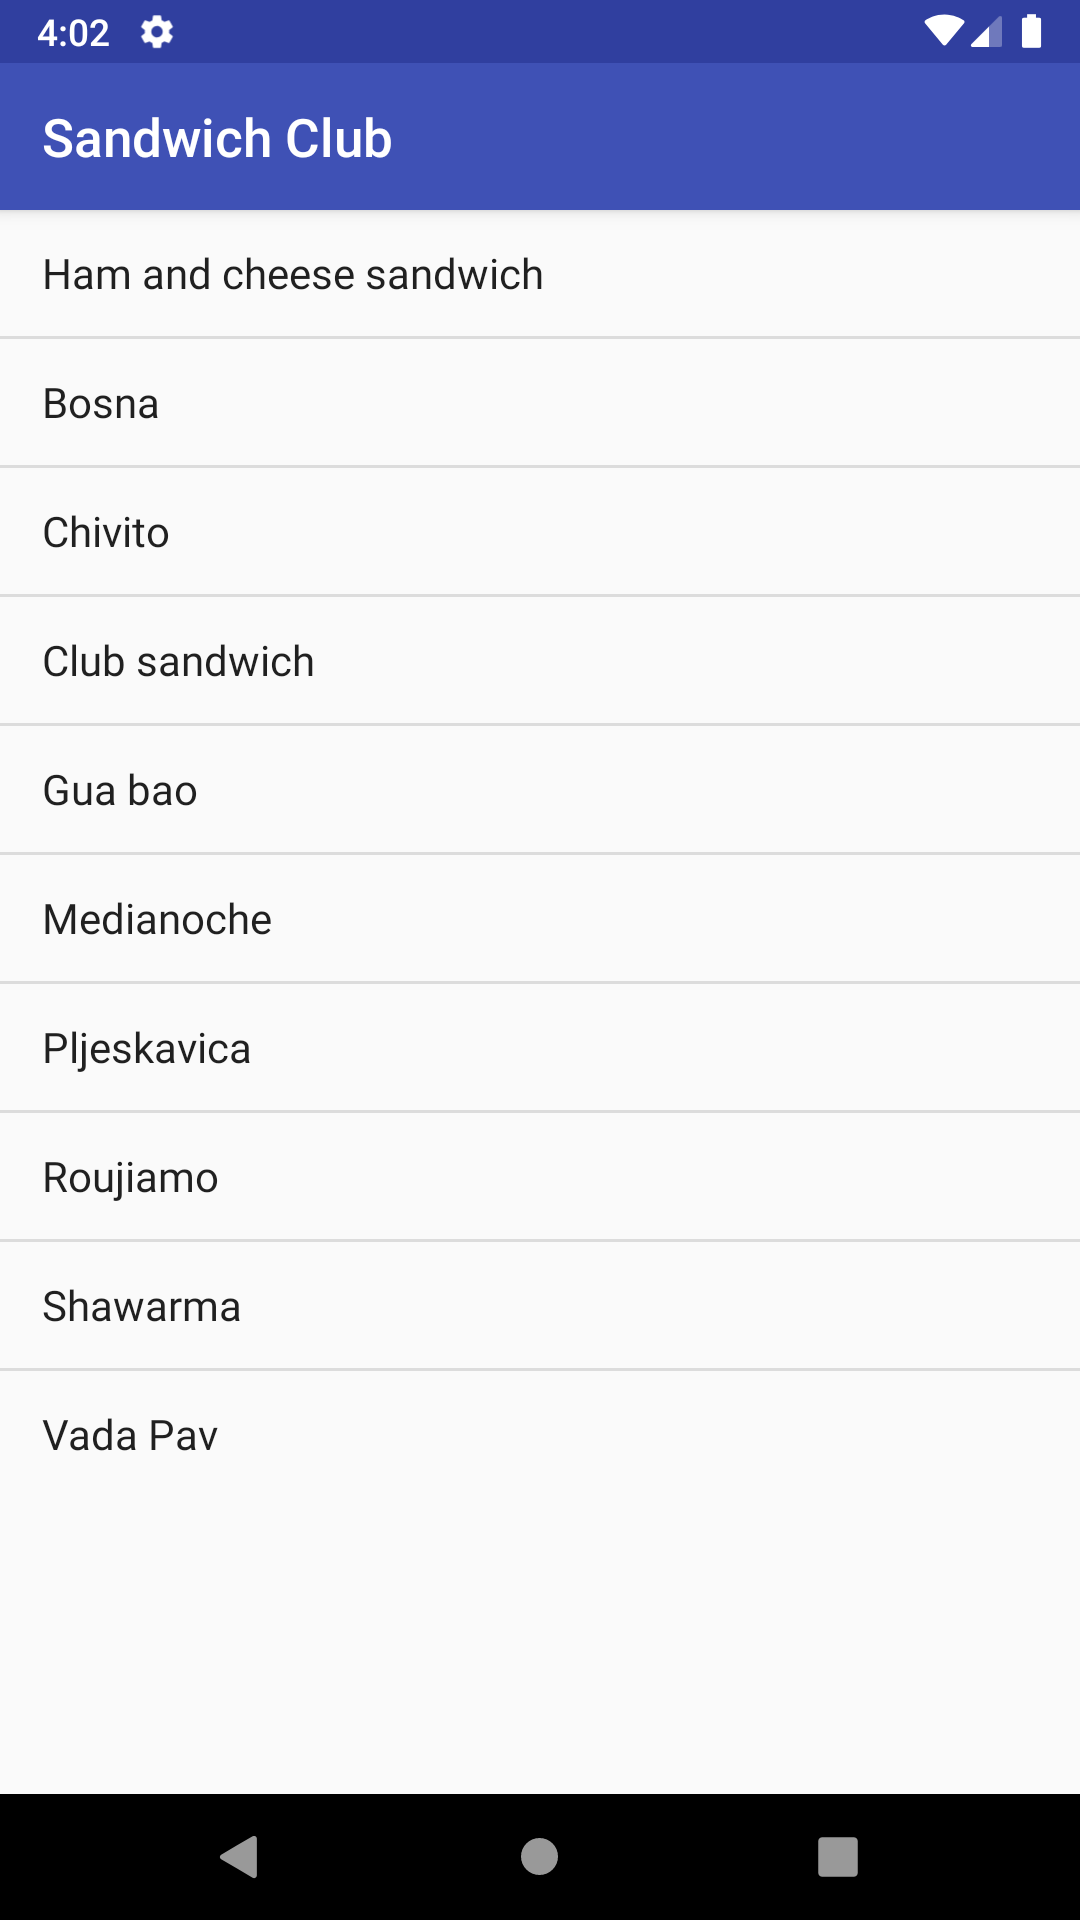 4:02
Sandwich Club
Ham and cheese sandwich
Bosna
Chivito
Club sandwich
Gua bao
Medianoche
Pljeskavica
Roujiamo
Shawarma
Vada Pav